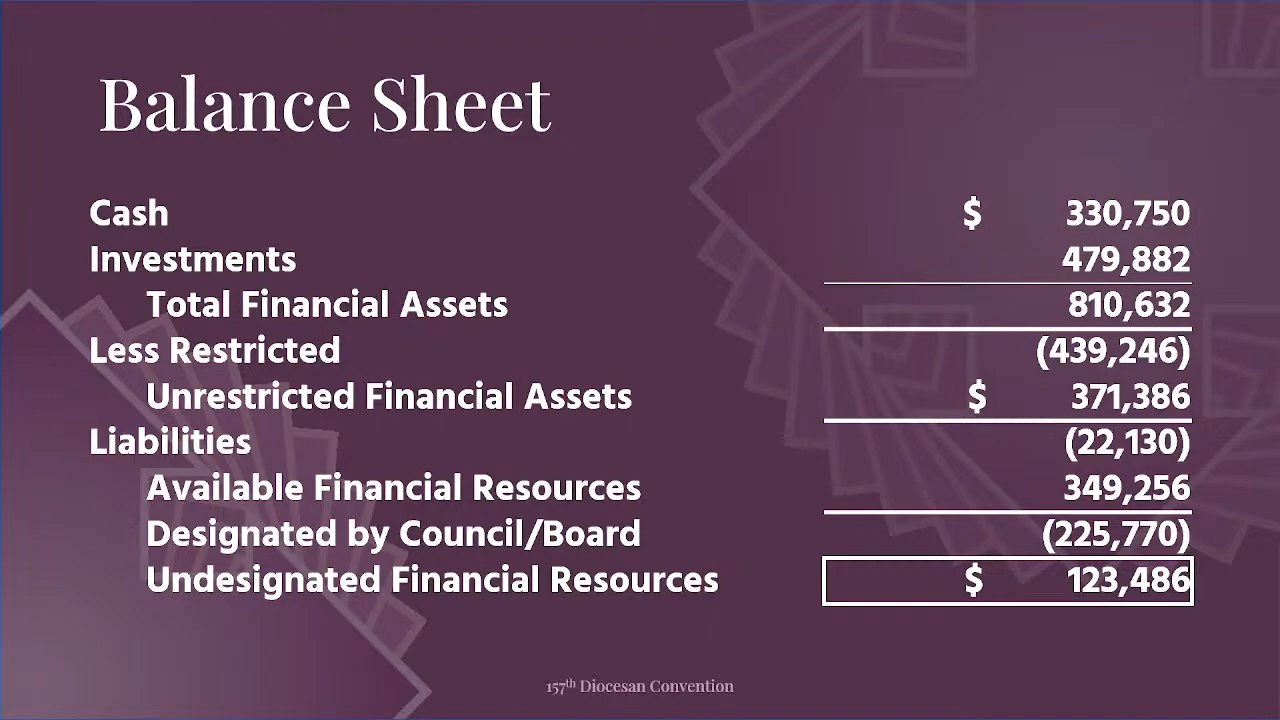 Balance Sheet
Cash $ 330,750
Investments 479,882
Total Financial Assets 810,632
Less Restricted (439,246)
Unrestricted Financial Assets $ 371,386
Liabilities (22,130)
Available Financial Resources 349,256
Designated by Council/Board (225,770)
Undesignated Financial Resources $ 123,486
157th Diocesan Convention